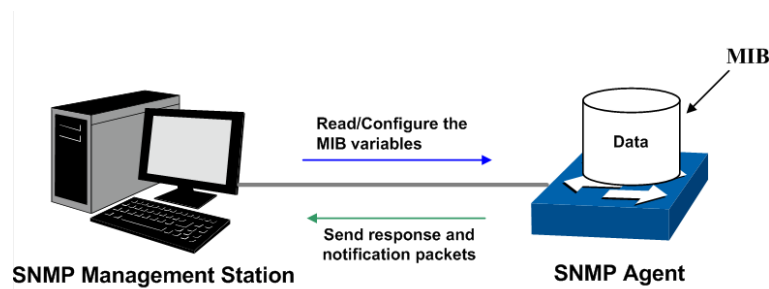 MIB
Read/Configure the
MIB variables
Data
Send response and
notification packets
SNMP Management Station
SNMP Agent